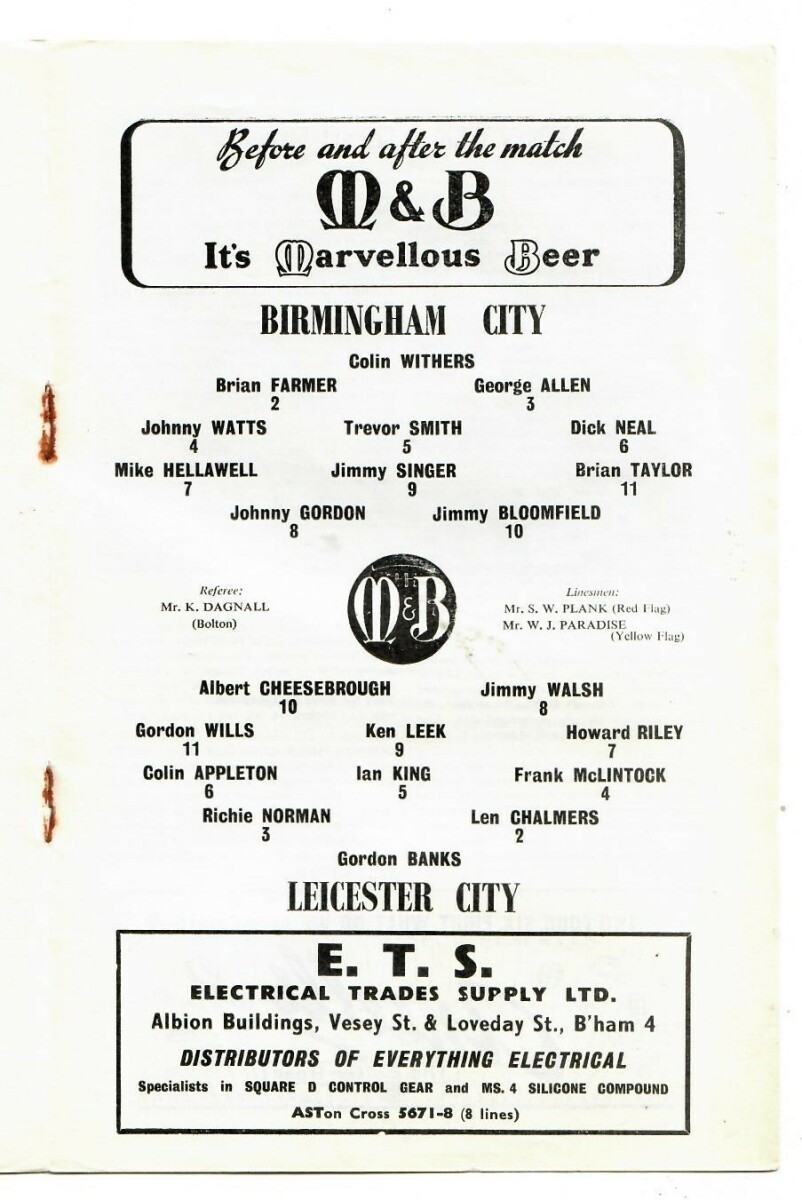 Before and after the match
M & B
It's Marvellous Beer
BIRMINGHAM CITY
Colin WITHERS
Brian FARMER George ALLEN
2 3
Johnny WATTS Trevor SMITH Dick NEAL
4 5 6
Mike HELLAWELL Jimmy SINGER Brian TAYLOR
7 9 11
Johnny GORDON Jimmy BLOOMFIELD
8 10
Referee:
Mr. K. DAGNALL
(Bolton)
M & B
Linesmen:
Mr. S. W. PLANK (Red Flag)
Mr. W. J. PARADISE
(Yellow Flag)
Albert CHEESEBROUGH Jimmy WALSH
10 8
Gordon WILLS Ken LEEK Howard RILEY
11 9 7
Colin APPLETON Ian KING Frank McLINTOCK
6 5 4
Richie NORMAN Len CHALMERS
3 2
Gordon BANKS
LEICESTER CITY
E. T. S.
ELECTRICAL TRADES SUPPLY LTD.
Albion Buildings, Vesey St. & Loveday St., B'ham 4
DISTRIBUTORS OF EVERYTHING ELECTRICAL
Specialists in SQUARE D CONTROL GEAR and MS. 4 SILICONE COMPOUND
ASTon Cross 5671-8 (8 lines)